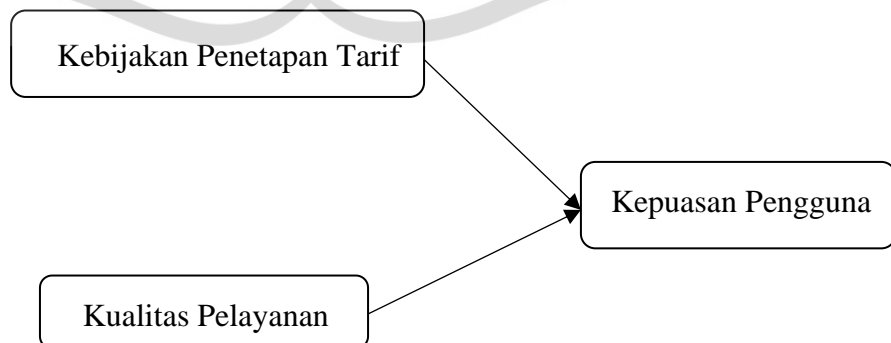 Kebijakan Penetapan Tarif
Kepuasan Pengguna
Kualitas Pelayanan